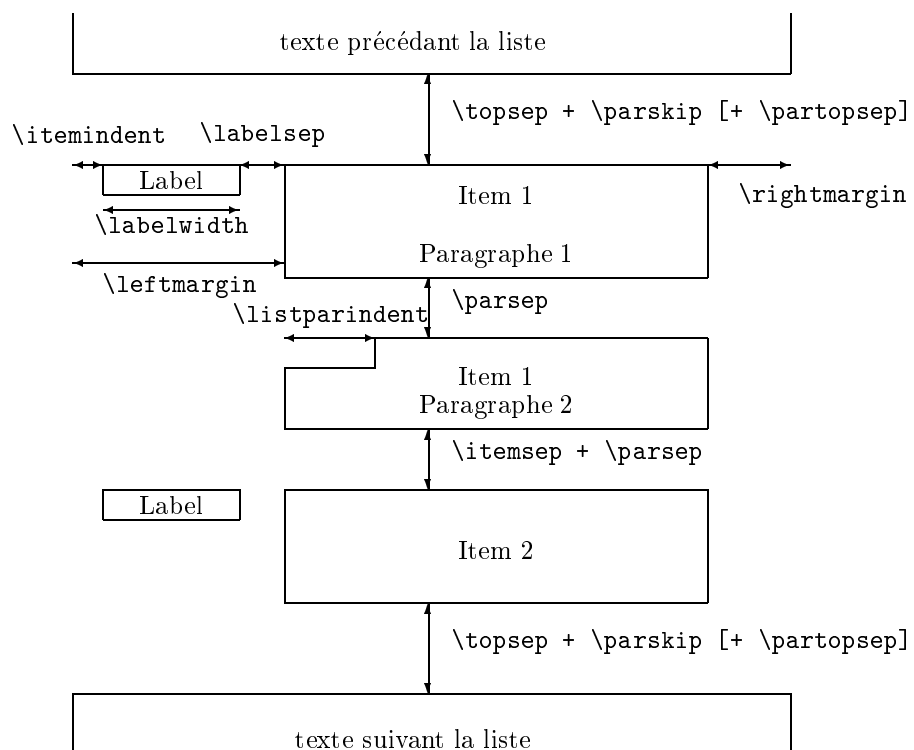 texte précédant la liste
\topsep + \parskip [+ \partopsep]
\itemindent
\labelsep
Label
Item 1
\rightmargin
\labelwidth
Paragraphe 1
\leftmargin
\parsep
\listparindent
Item 1
Paragraphe 2
\itemsep + \parsep
Label
Item 2
\topsep + \parskip [+ \partopsep]
texte suivant la liste